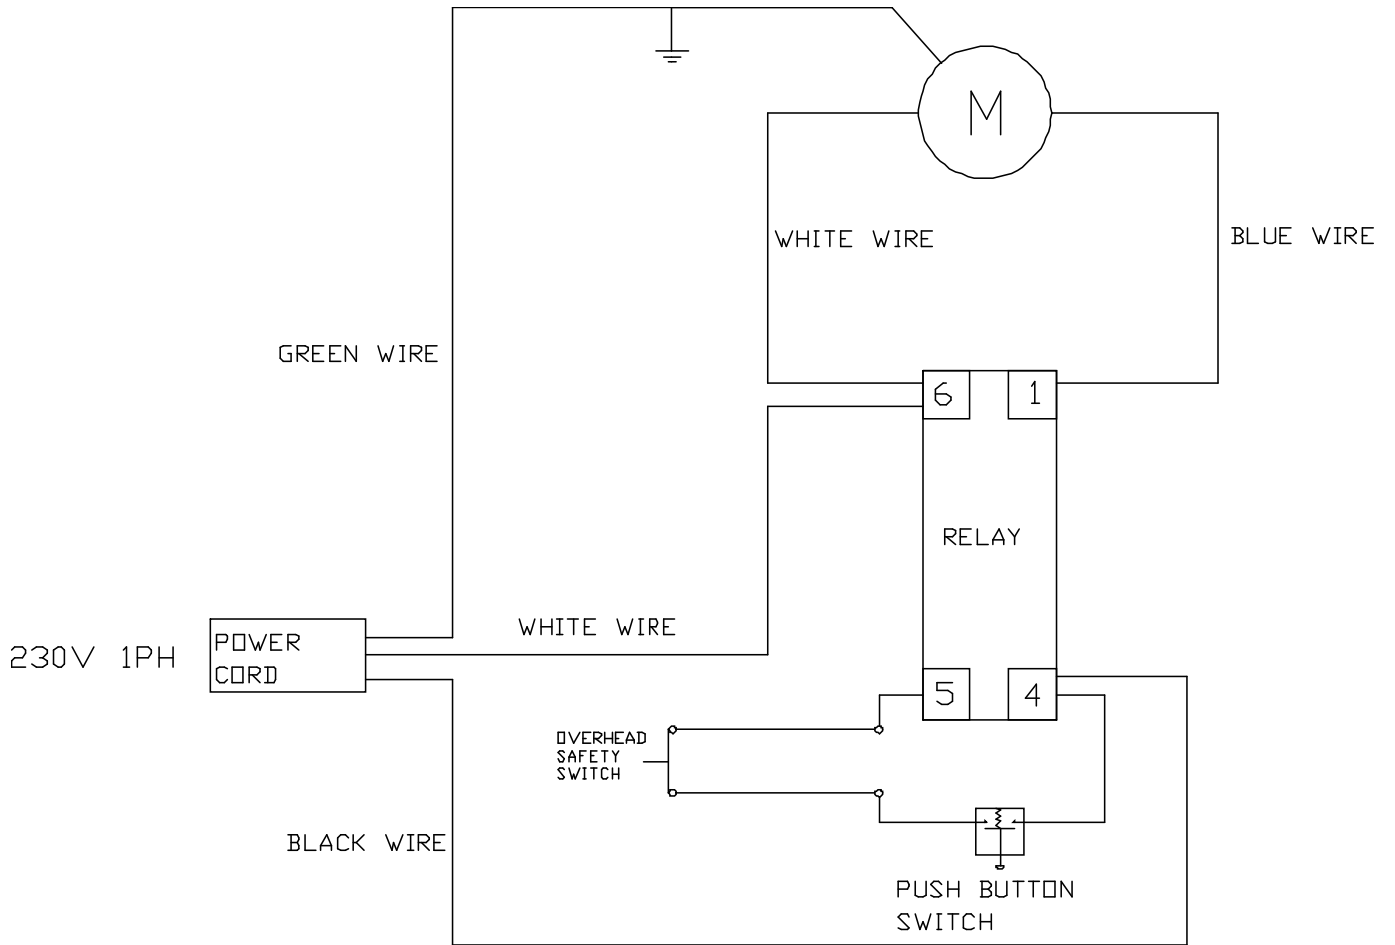 M
WHITE WIRE
BLUE WIRE
GREEN WIRE
6
1
RELAY
WHITE WIRE
230V 1PH
POWER
CORD
5
4
OVERHEAD
SAFETY
SWITCH
BLACK WIRE
PUSH BUTTON
SWITCH